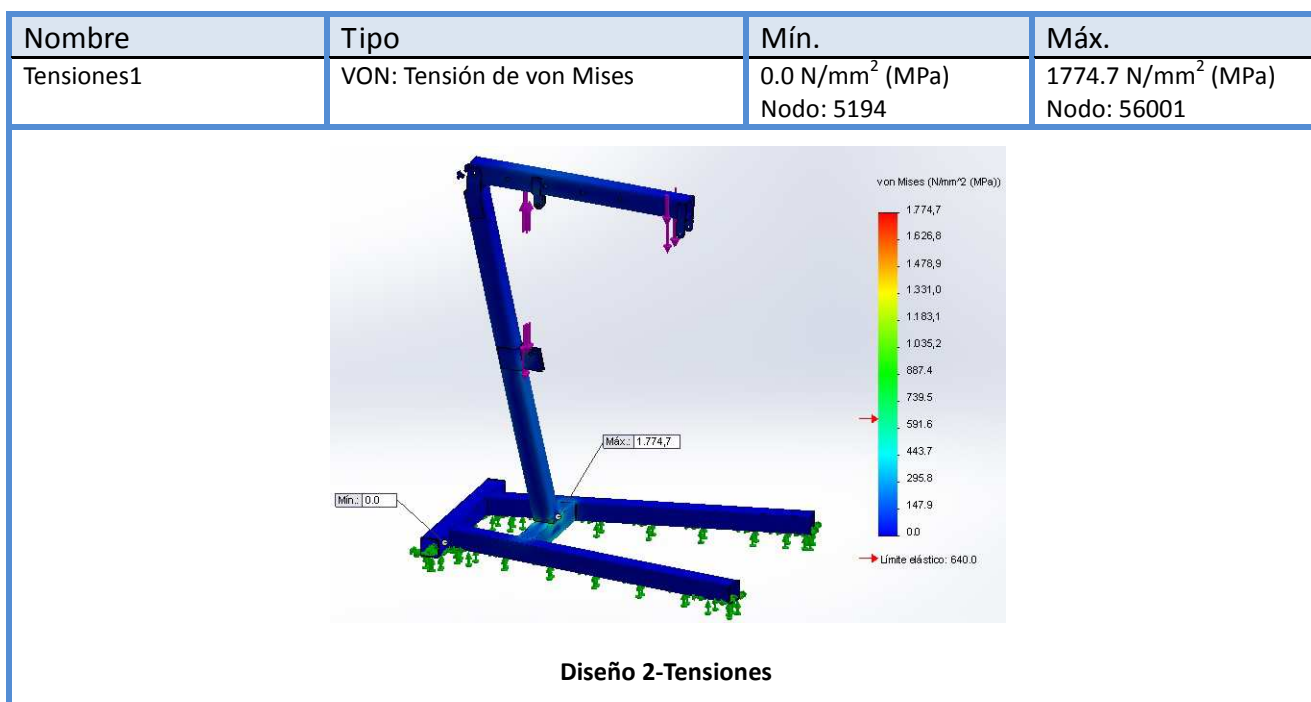 Nombre Tipo Mín. Máx.
Tensiones1 VON: Tensión de von Mises 0.0 N/mm² (MPa) 1774.7 N/mm² (MPa)
Nodo: 5194 Nodo: 56001
von Mises (N/mm^2 (MPa))
1.774,7
1.626,8
1.478,9
1.331,0
1.183,1
1.035,2
887.4
739.5
591.6
443.7
295.8
147.9
0.0
Límite elástico: 640.0
Máx.: 1.774,7
Mín.: 0.0
Diseño 2-Tensiones